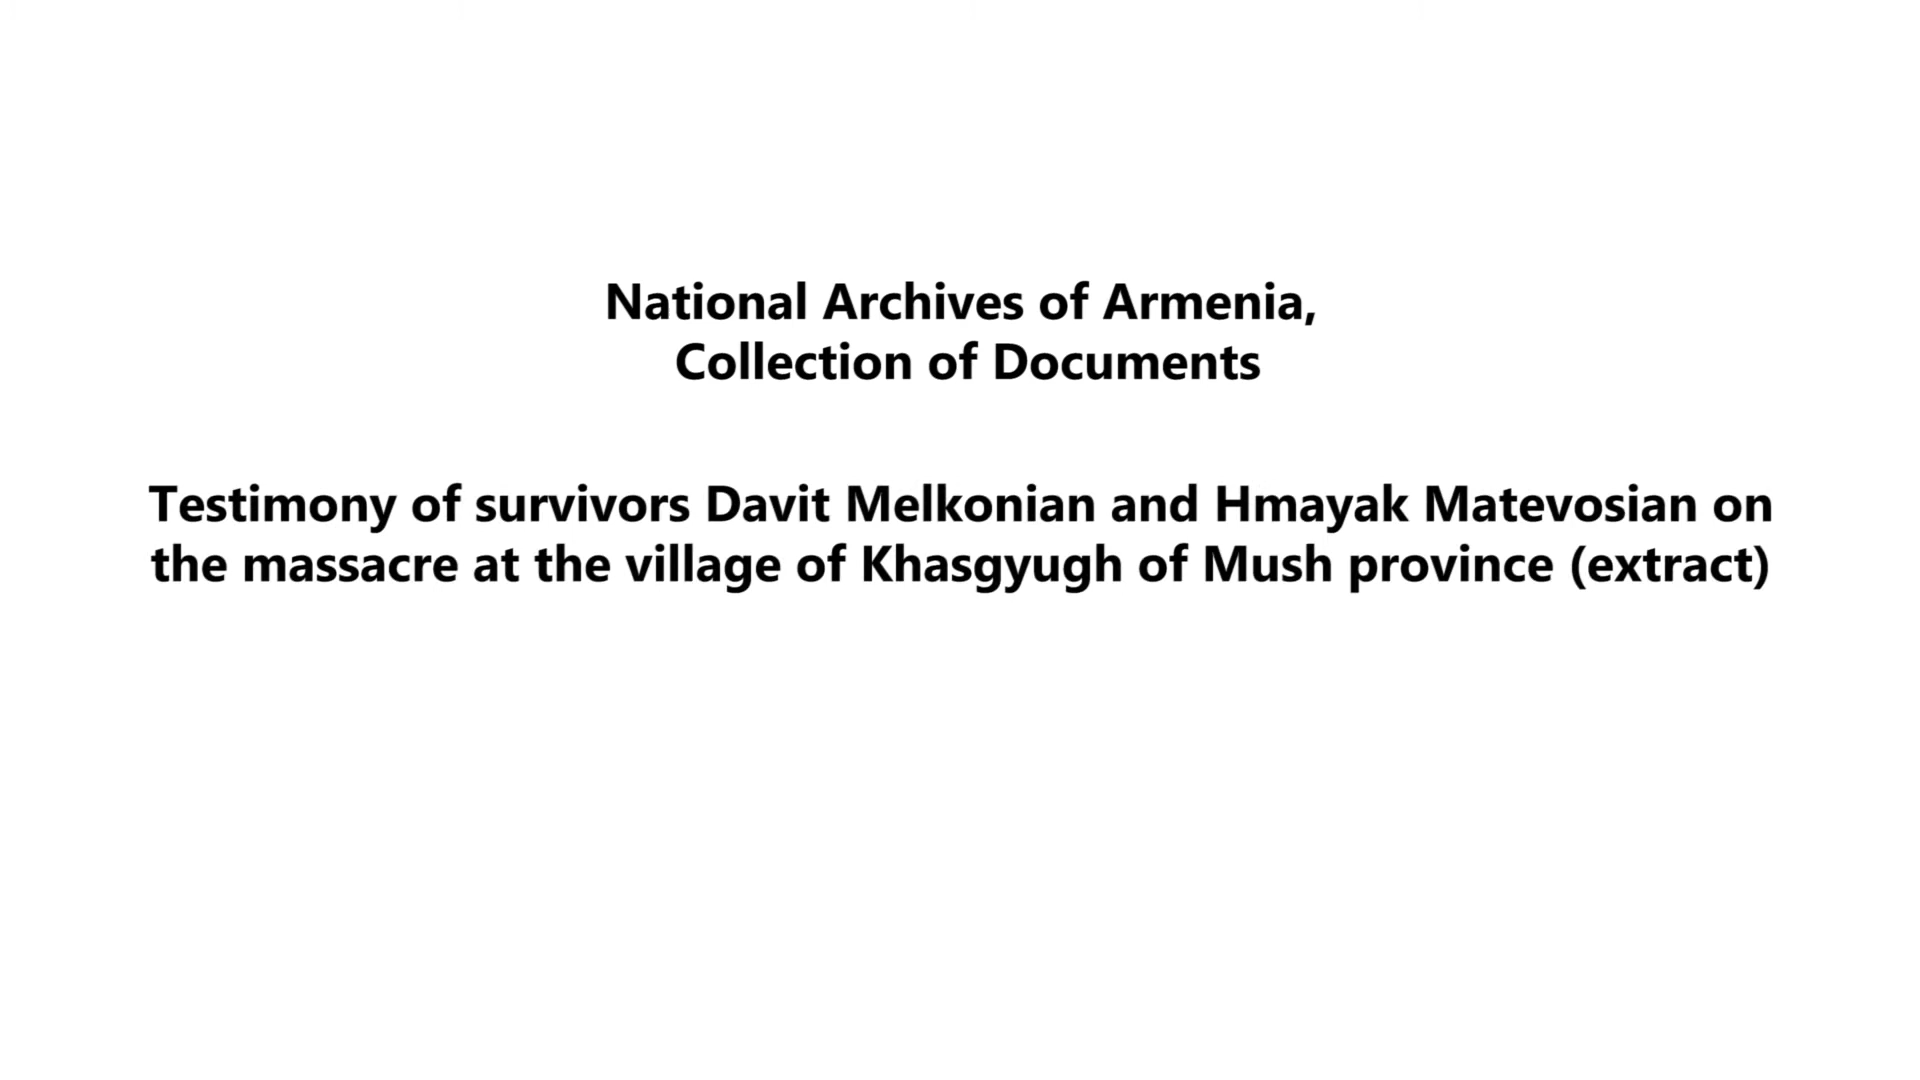 National Archives of Armenia,
Collection of Documents
Testimony of survivors Davit Melkonian and Hmayak Matevosian on
the massacre at the village of Khasgyugh of Mush province (extract)